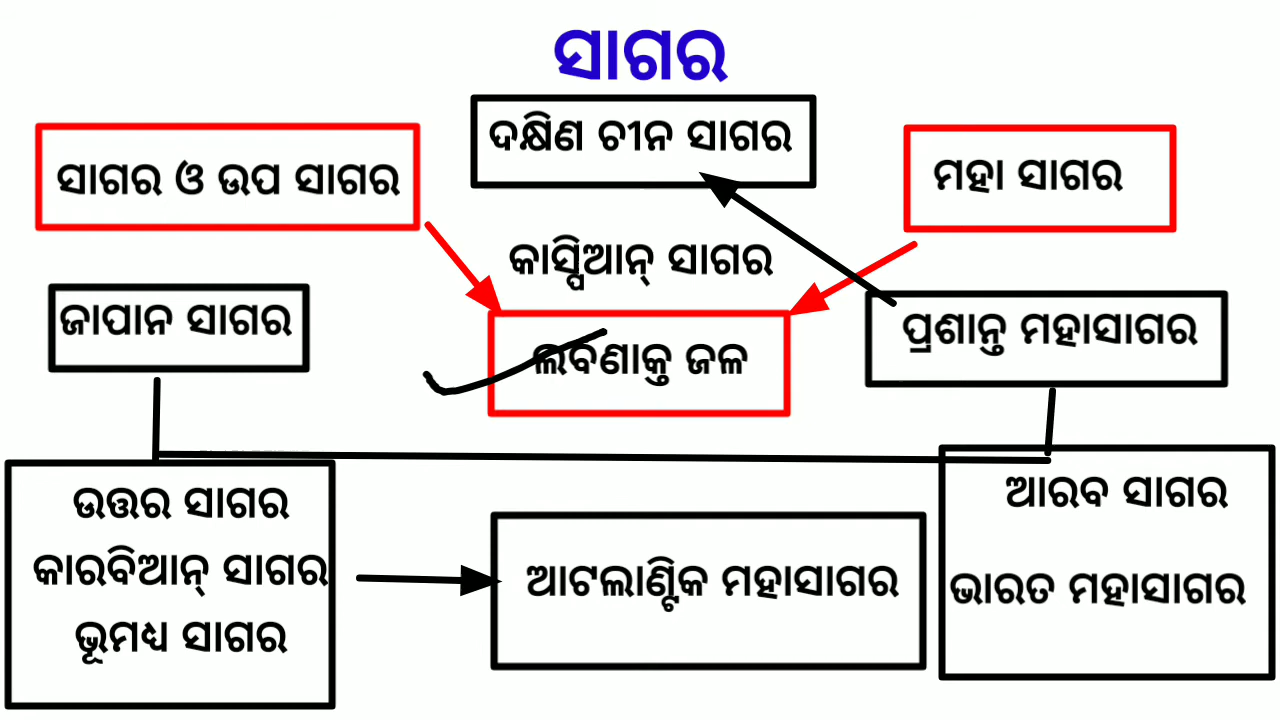 ସାଗର
ଦକ୍ଷିଣ ଚୀନ ସାଗର
ସାଗର ଓ ଉପ ସାଗର
ମହା ସାଗର
କାସ୍ପିଆନ୍ ସାଗର
ଜାପାନ ସାଗର
ପ୍ରଶାନ୍ତ ମହାସାଗର
ଲବଣାକ୍ତ ଜଳ
ଉତ୍ତର ସାଗର
କାରବିଆନ୍ ସାଗର
ଭୂମଧ୍ୟ ସାଗର
ଆଟଲାଣ୍ଟିକ ମହାସାଗର
ଆରବ ସାଗର
ଭାରତ ମହାସାଗର